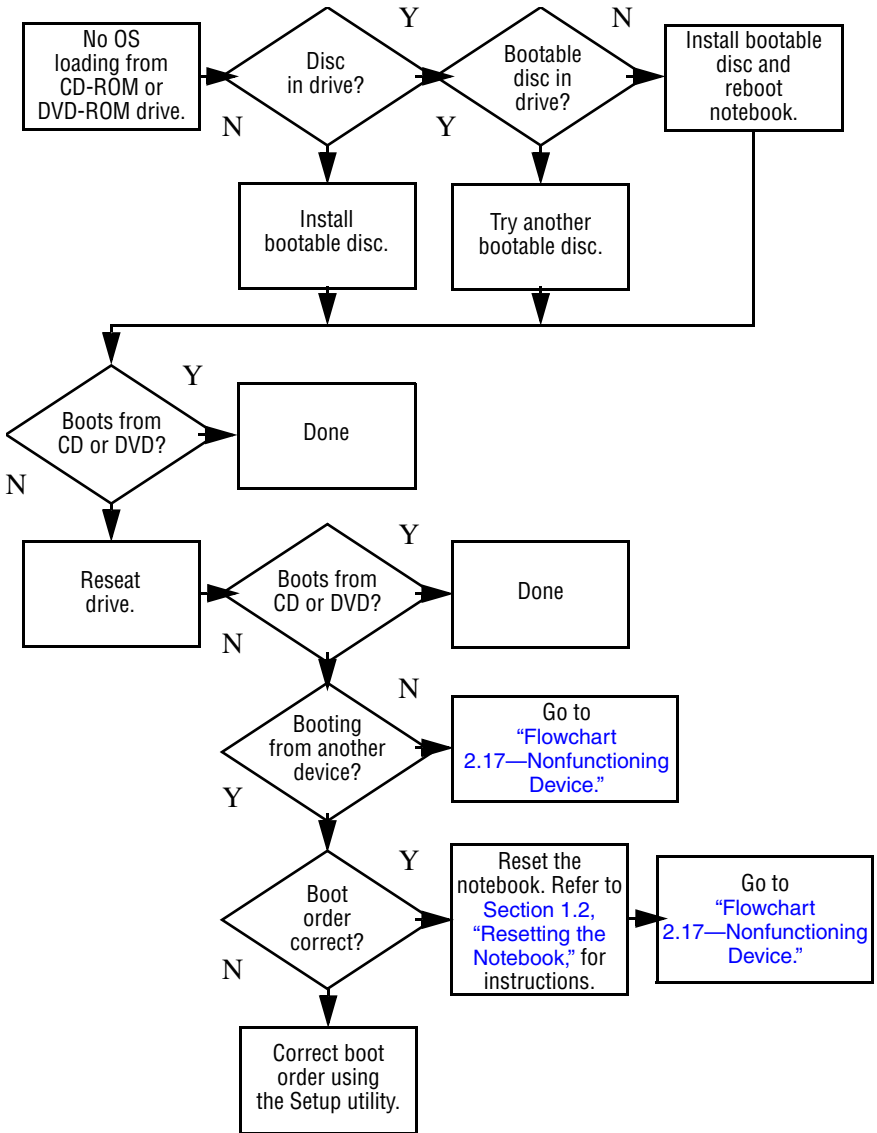 No OS
loading from
CD-ROM or
DVD-ROM drive.
Disc
in drive?
Y
N
Bootable
disc in
drive?
N
Y
Install bootable
disc and
reboot
notebook.
Install
bootable disc.
Try another
bootable disc.
Boots from
CD or DVD?
Y
N
Done
Reseat
drive.
Boots from
CD or DVD?
Y
N
Done
Booting
from another
device?
N
Y
Go to
“Flowchart
2.17—Nonfunctioning
Device.”
Boot
order
correct?
Y
N
Reset the
notebook. Refer to
Section 1.2,
“Resetting the
Notebook,” for
instructions.
Go to
“Flowchart
2.17—Nonfunctioning
Device.”
Correct boot
order using
the Setup utility.